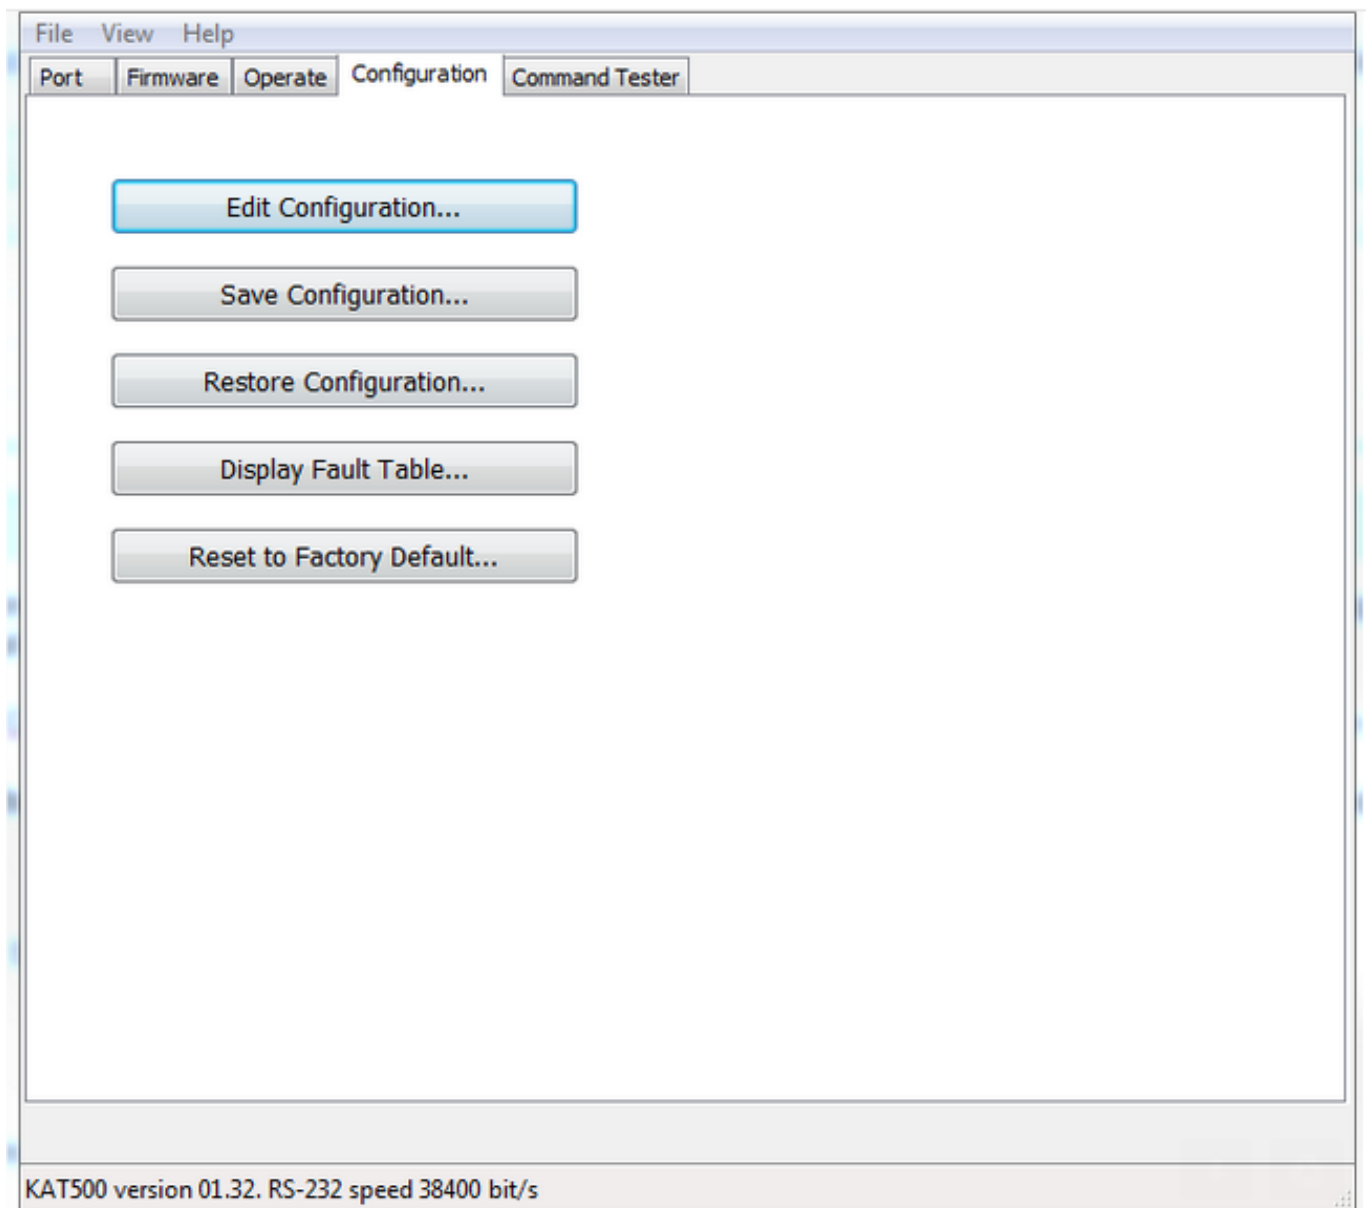 File View Help
Port Firmware Operate Configuration Command Tester
Edit Configuration...
Save Configuration...
Restore Configuration...
Display Fault Table...
Reset to Factory Default...
KAT500 version 01.32. RS-232 speed 38400 bit/s